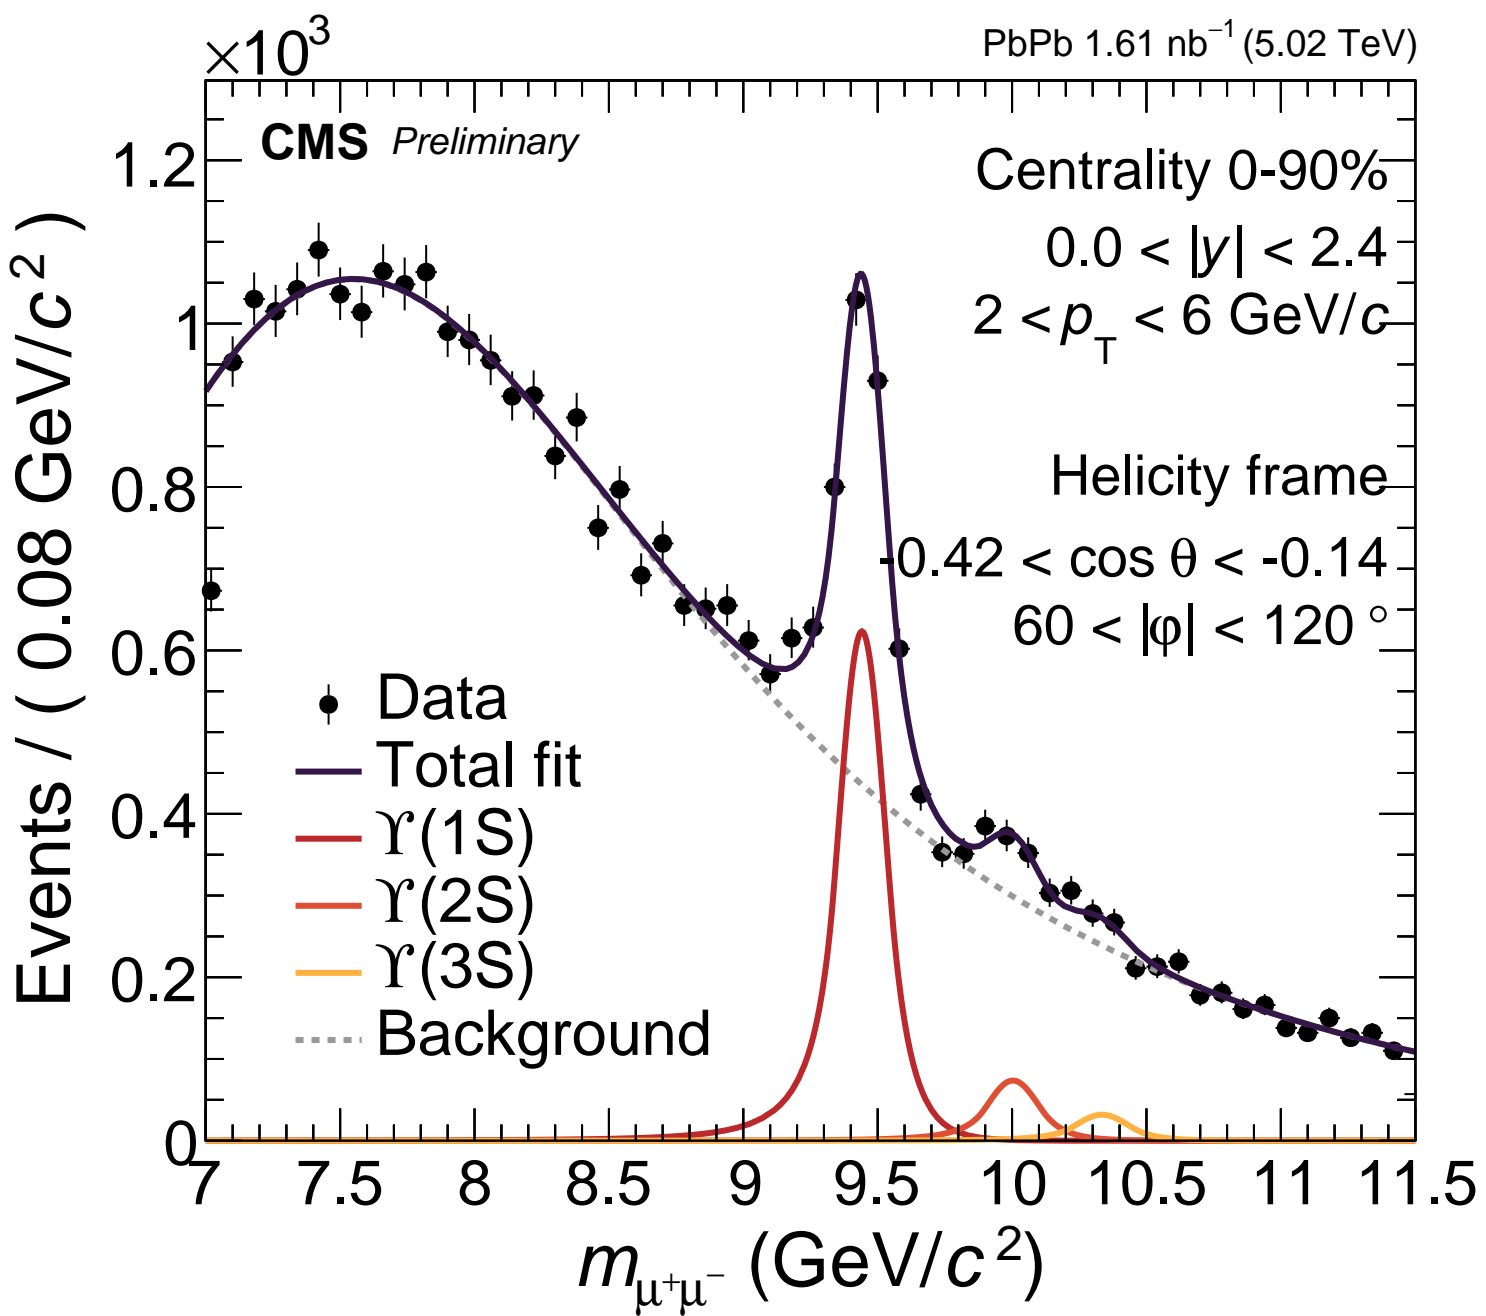 ×10³
PbPb 1.61 nb⁻¹ (5.02 TeV)
CMS Preliminary
Centrality 0-90%
0.0 < |y| < 2.4
2 < p_T < 6 GeV/c
Helicity frame
-0.42 < cos θ < -0.14
60 < |φ| < 120 °
Data
Total fit
ϒ(1S)
ϒ(2S)
ϒ(3S)
Background
Events / ( 0.08 GeV/c² )
1.2
1
0.8
0.6
0.4
0.2
0
7 7.5 8 8.5 9 9.5 10 10.5 11 11.5
m_μ⁺μ⁻ (GeV/c²)